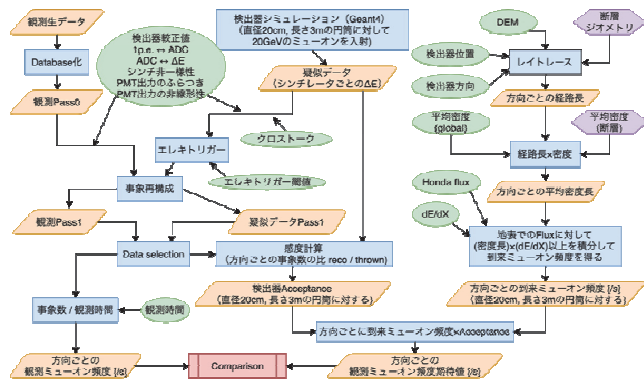 観測生データ
Database化
観測Pass0
検出器較正値
1p.e. ↔ ADC
ADC ↔ ΔE
シンチ非一様性
PMT出力のふらつき
PMT出力の非線形性
検出器シミュレーション（Geant4）
(直径20cm, 長さ3mの円筒に対して
20GeVのミューオンを入射)
疑似データ
(シンチレータごとのΔE)
クロストーク
エレキトリガー
エレキトリガー閾値
事象再構成
観測Pass1
疑似データPass1
Data selection
感度計算
(方向ごとの事象数の比 reco / thrown)
検出器Acceptance
(直径20cm, 長さ3mの円筒に対する)
事象数 / 観測時間
観測時間
方向ごとの
観測ミューオン頻度 [/s]
Comparison
DEM
断層
ジオメトリ
検出器位置
検出器方向
レイトレース
方向ごとの経路長
平均密度
(global)
平均密度
(断層)
経路長×密度
方向ごとの平均密度長
Honda flux
dE/dX
地表でのFluxに対して
(密度長)×(dE/dX)以上を積分して
到来ミューオン頻度を得る
方向ごとの到来ミューオン頻度 [/s]
(直径20cm, 長さ3mの円筒に対する)
方向ごとに到来ミューオン頻度×Acceptance
方向ごとの
観測ミューオン頻度期待値 [/s]